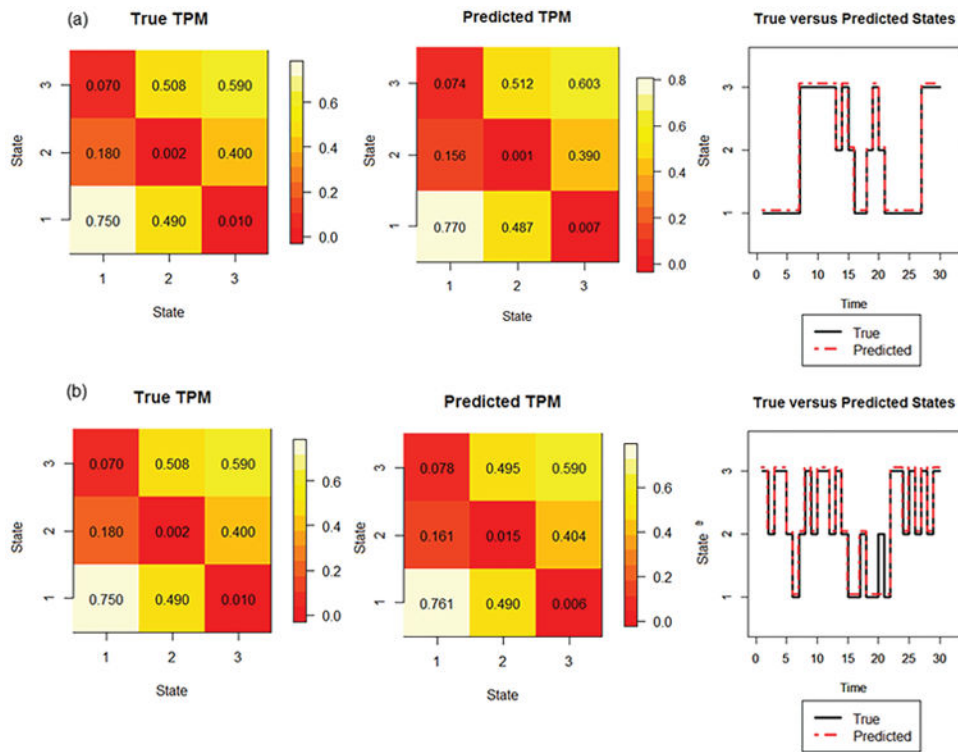 (a)
True TPM
Predicted TPM
True versus Predicted States
State
3
2
1
0.070 0.508 0.590
0.180 0.002 0.400
0.750 0.490 0.010
1 2 3
State
0.6
0.4
0.2
0.0
State
3
2
1
0.074 0.512 0.603
0.156 0.001 0.390
0.770 0.487 0.007
1 2 3
State
0.8
0.6
0.4
0.2
0.0
State
3
2
1
0 5 10 15 20 25 30
Time
True
Predicted
(b)
True TPM
Predicted TPM
True versus Predicted States
State
3
2
1
0.070 0.508 0.590
0.180 0.002 0.400
0.750 0.490 0.010
1 2 3
State
0.6
0.4
0.2
0.0
State
3
2
1
0.078 0.495 0.590
0.161 0.015 0.404
0.761 0.490 0.006
1 2 3
State
0.6
0.4
0.2
0.0
State
3
2
1
0 5 10 15 20 25 30
Time
True
Predicted